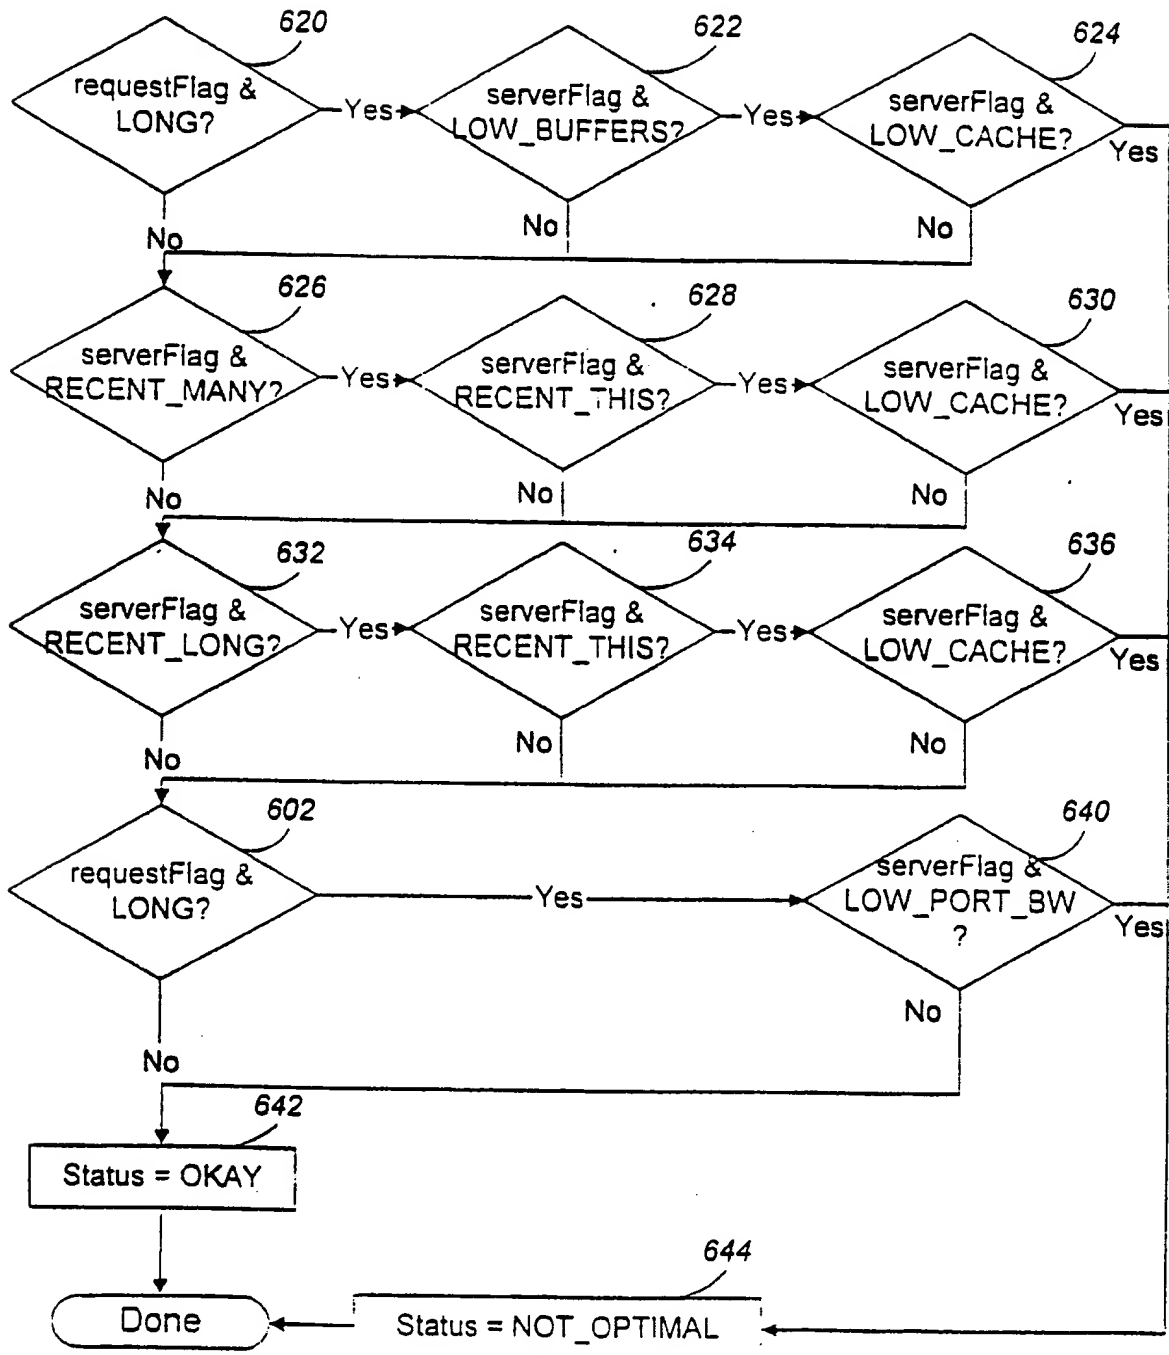 620
622
624
requestFlag &
LONG?
Yes
serverFlag &
LOW_BUFFERS?
Yes
serverFlag &
LOW_CACHE?
Yes
No
No
No
626
628
630
serverFlag &
RECENT_MANY?
Yes
serverFlag &
RECENT_THIS?
Yes
serverFlag &
LOW_CACHE?
Yes
No
No
No
632
634
636
serverFlag &
RECENT_LONG?
Yes
serverFlag &
RECENT_THIS?
Yes
serverFlag &
LOW_CACHE?
Yes
No
No
No
602
640
requestFlag &
LONG?
Yes
serverFlag &
LOW_PORT_BW
?
Yes
No
No
642
Status = OKAY
644
Done
Status = NOT_OPTIMAL